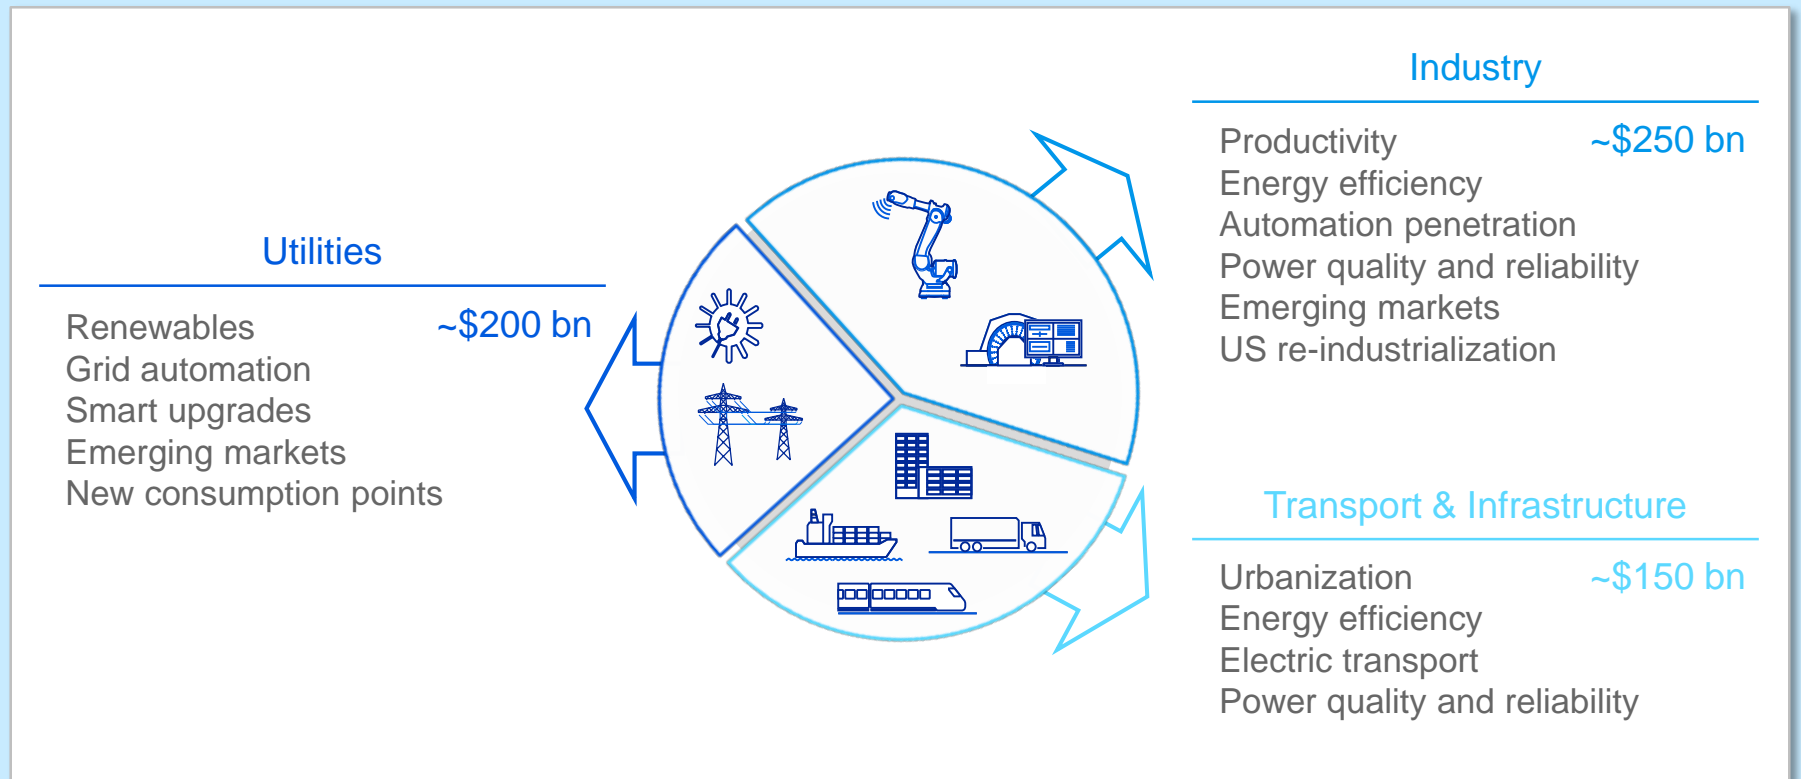 Utilities
Renewables ~$200 bn
Grid automation
Smart upgrades
Emerging markets
New consumption points
Industry
Productivity ~$250 bn
Energy efficiency
Automation penetration
Power quality and reliability
Emerging markets
US re-industrialization
Transport & Infrastructure
Urbanization ~$150 bn
Energy efficiency
Electric transport
Power quality and reliability